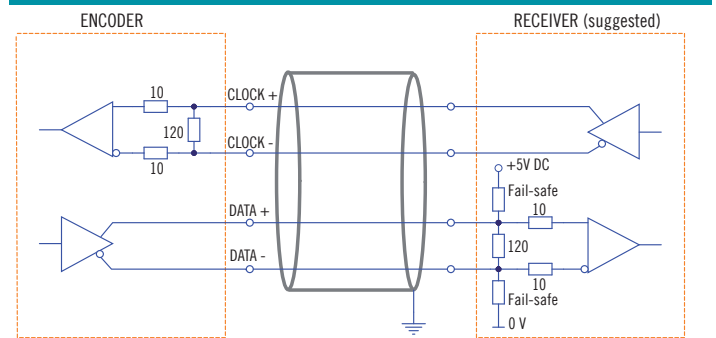 ENCODER
RECEIVER (suggested)
10
CLOCK +
120
CLOCK -
10
+5V DC
Fail-safe
DATA +
10
120
DATA -
10
Fail-safe
0 V